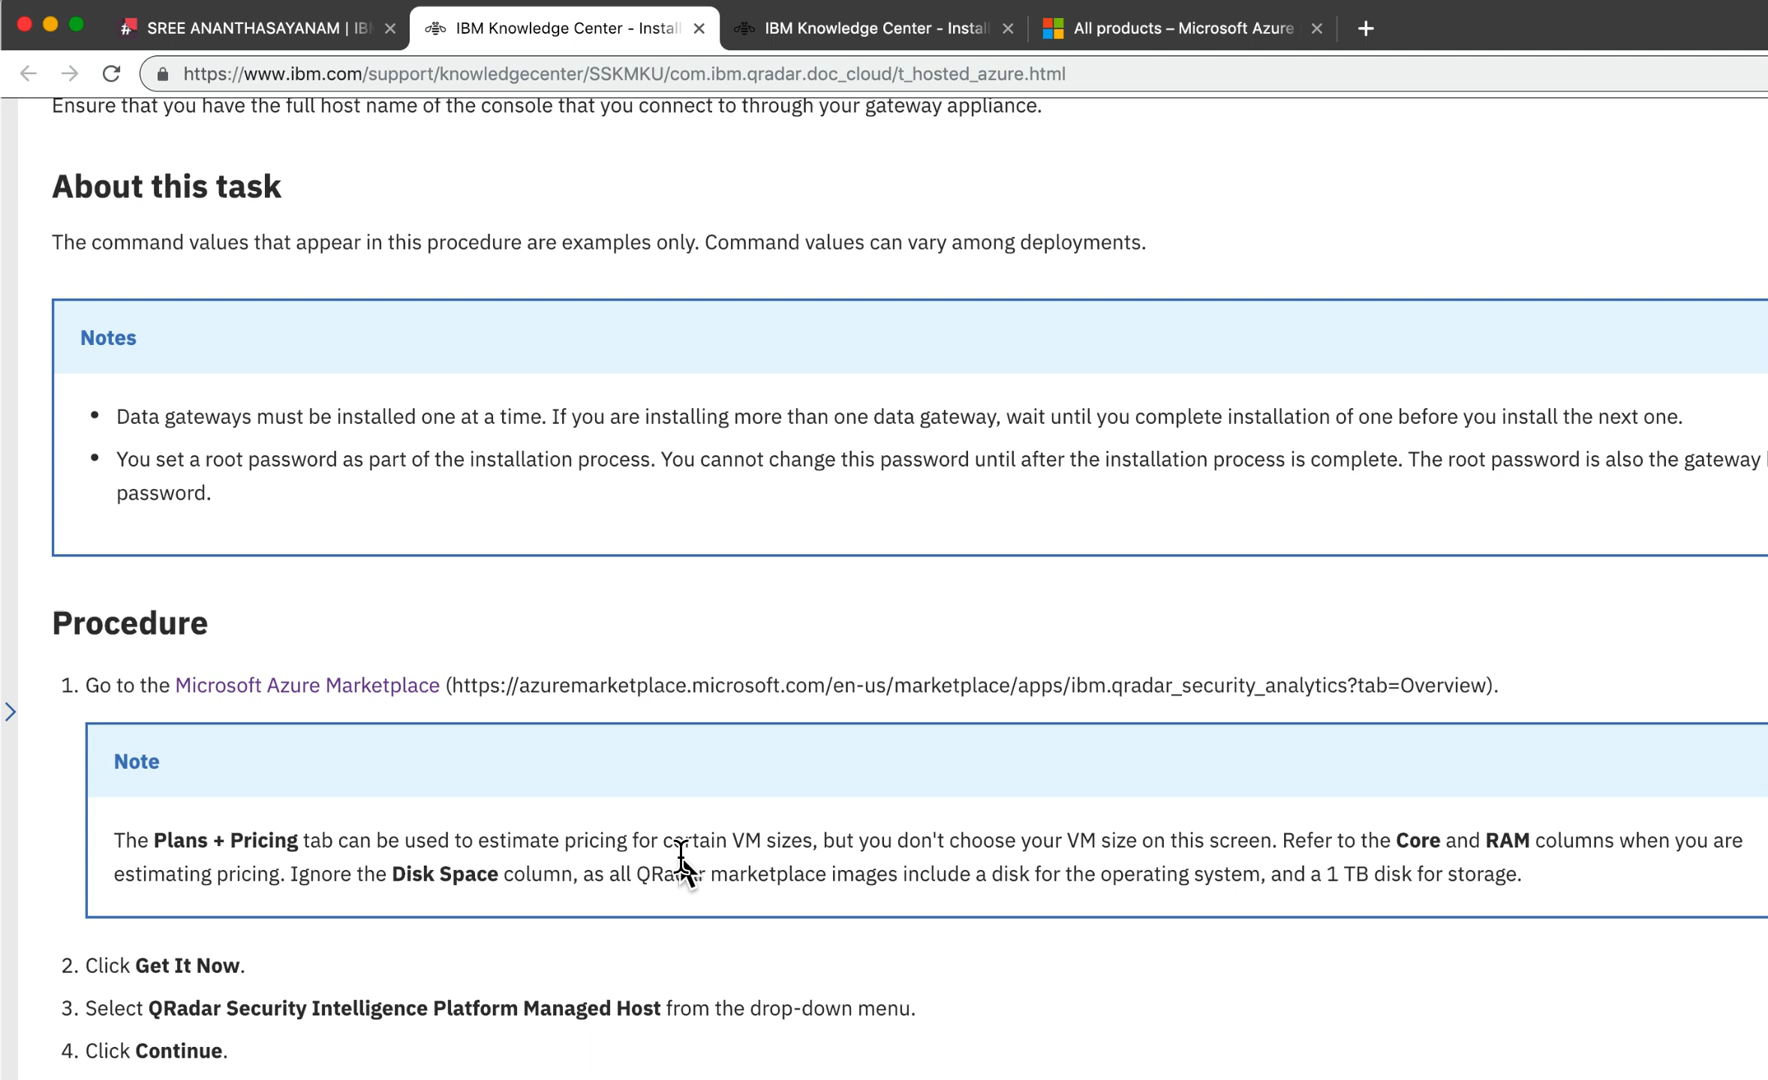 SREE ANANTHASAYANAM | IB
IBM Knowledge Center - Install
IBM Knowledge Center - Install
All products – Microsoft Azure
https://www.ibm.com/support/knowledgecenter/SSKMKU/com.ibm.qradar.doc_cloud/t_hosted_azure.html
Ensure that you have the full host name of the console that you connect to through your gateway appliance.
About this task
The command values that appear in this procedure are examples only. Command values can vary among deployments.
Notes
• Data gateways must be installed one at a time. If you are installing more than one data gateway, wait until you complete installation of one before you install the next one.
• You set a root password as part of the installation process. You cannot change this password until after the installation process is complete. The root password is also the gateway
password.
Procedure
1. Go to the Microsoft Azure Marketplace (https://azuremarketplace.microsoft.com/en-us/marketplace/apps/ibm.qradar_security_analytics?tab=Overview).
Note
The Plans + Pricing tab can be used to estimate pricing for certain VM sizes, but you don't choose your VM size on this screen. Refer to the Core and RAM columns when you are
estimating pricing. Ignore the Disk Space column, as all QRadar marketplace images include a disk for the operating system, and a 1 TB disk for storage.
2. Click Get It Now.
3. Select QRadar Security Intelligence Platform Managed Host from the drop-down menu.
4. Click Continue.